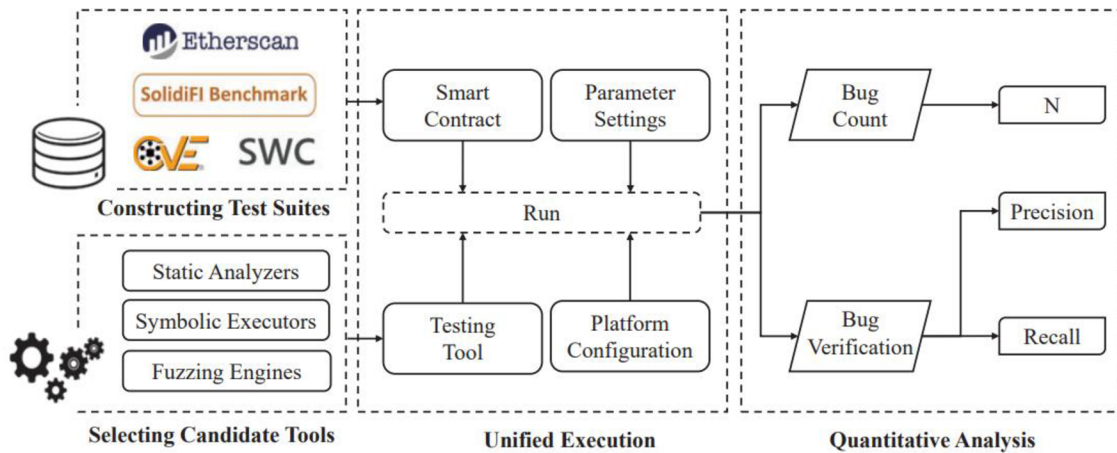 Etherscan
SolidiFI Benchmark
CVE
SWC
Constructing Test Suites
Static Analyzers
Symbolic Executors
Fuzzing Engines
Selecting Candidate Tools
Smart
Contract
Parameter
Settings
Run
Testing
Tool
Platform
Configuration
Unified Execution
Bug
Count
N
Precision
Bug
Verification
Recall
Quantitative Analysis